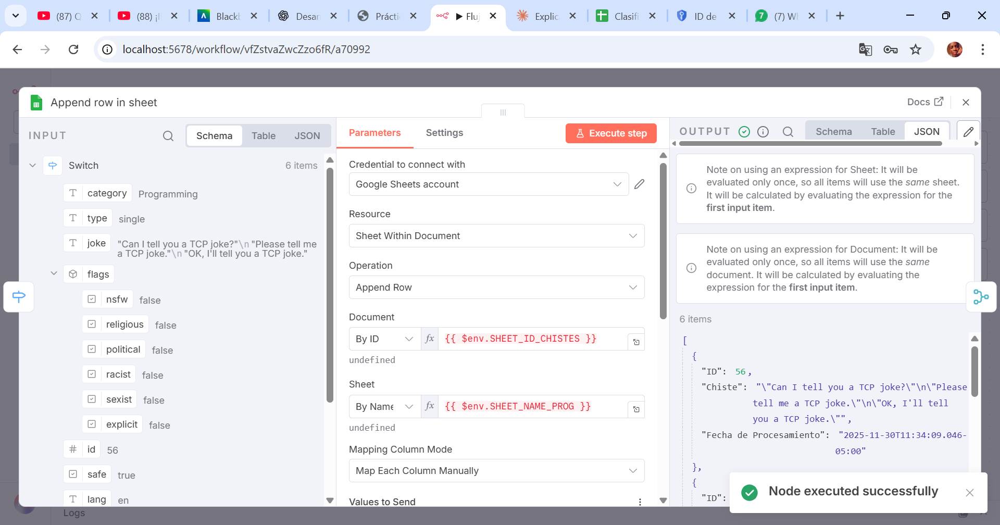 (87) Q
(88) ¡I
Blackb
Desar
Práctic
▶ Fluj
Explic
Clasifi
ID de
(7) W
localhost:5678/workflow/vfZstvaZwcZzo6fR/a70992
Append row in sheet
Docs
INPUT
Schema
Table
JSON
Parameters
Settings
Execute step
OUTPUT
Schema
Table
JSON
Switch
6 items
category
Programming
type
single
joke
"Can I tell you a TCP joke?"\n"Please tell me
a TCP joke."\n"OK, I'll tell you a TCP joke."
flags
nsfw
false
religious
false
political
false
racist
false
sexist
false
explicit
false
id
56
safe
true
lang
en
Credential to connect with
Google Sheets account
Resource
Sheet Within Document
Operation
Append Row
Document
By ID
fx
{{ $env.SHEET_ID_CHISTES }}
undefined
Sheet
By Name
fx
{{ $env.SHEET_NAME_PROG }}
undefined
Mapping Column Mode
Map Each Column Manually
Values to Send
Note on using an expression for Sheet: It will be
evaluated only once, so all items will use the same sheet.
It will be calculated by evaluating the expression for the
first input item.
Note on using an expression for Document: It will be
evaluated only once, so all items will use the same
document. It will be calculated by evaluating the
expression for the first input item.
6 items
[
{
"ID": 56,
"Chiste": "\"Can I tell you a TCP joke?\"\n\"Please
tell me a TCP joke.\"\n\"OK, I'll tell
you a TCP joke.\"",
"Fecha de Procesamiento": "2025-11-30T11:34:09.046-
05:00"
},
{
"ID":
Node executed successfully
Logs